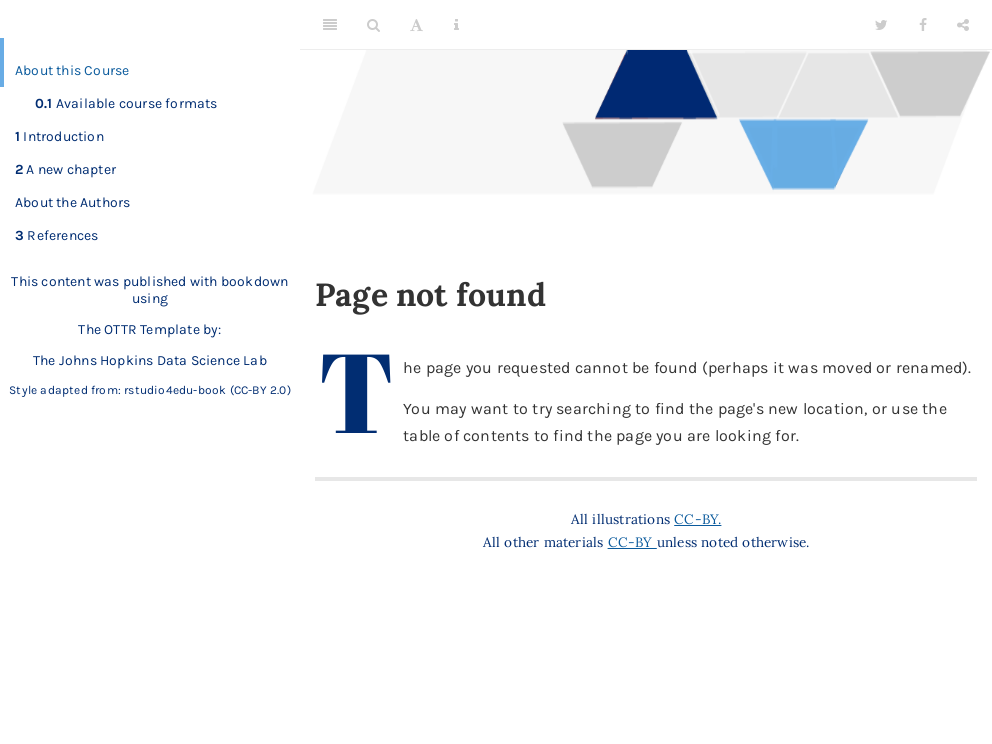 About this Course
0.1 Available course formats
1 Introduction
2 A new chapter
About the Authors
3 References
This content was published with bookdown
using
The OTTR Template by:
The Johns Hopkins Data Science Lab
Style adapted from: rstudio4edu-book (CC-BY 2.0)
A
Page not found
The page you requested cannot be found (perhaps it was moved or renamed).
You may want to try searching to find the page's new location, or use the
table of contents to find the page you are looking for.
All illustrations CC-BY.
All other materials CC-BY unless noted otherwise.